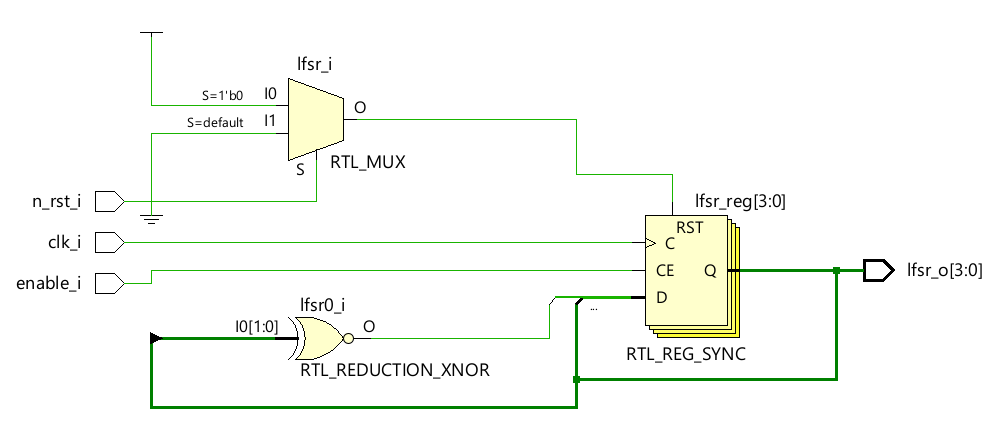 lfsr_i
S=1'b0 I0
O
S=default I1
S
RTL_MUX
n_rst_i
lfsr_reg[3:0]
RST
clk_i
C
enable_i
CE Q
lfsr_o[3:0]
D
...
lfsr0_i
I0[1:0]
O
RTL_REDUCTION_XNOR
RTL_REG_SYNC